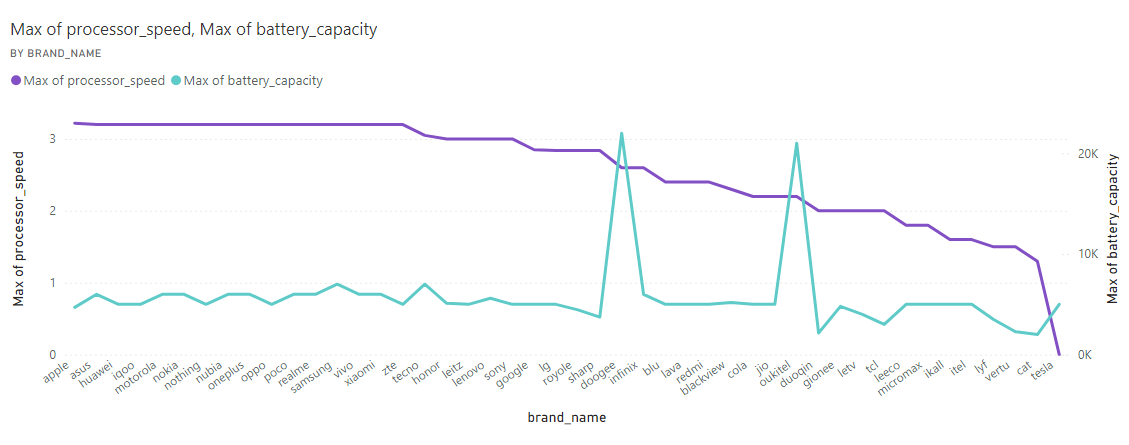 Max of processor_speed, Max of battery_capacity
BY BRAND_NAME
Max of processor_speed Max of battery_capacity
Max of processor_speed
3
2
1
0
20K
10K
0K
Max of battery_capacity
apple
asus
huawei
iqoo
motorola
nokia
nothing
nubia
oneplus
oppo
poco
realme
samsung
vivo
xiaomi
zte
tecno
honor
leitz
lenovo
sony
google
lg
royole
sharp
doogee
infinix
blu
lava
redmi
blackview
cola
jio
oukitel
duoqin
gionee
letv
tcl
leeco
micromax
ikall
itel
lyf
vertu
cat
tesla
brand_name